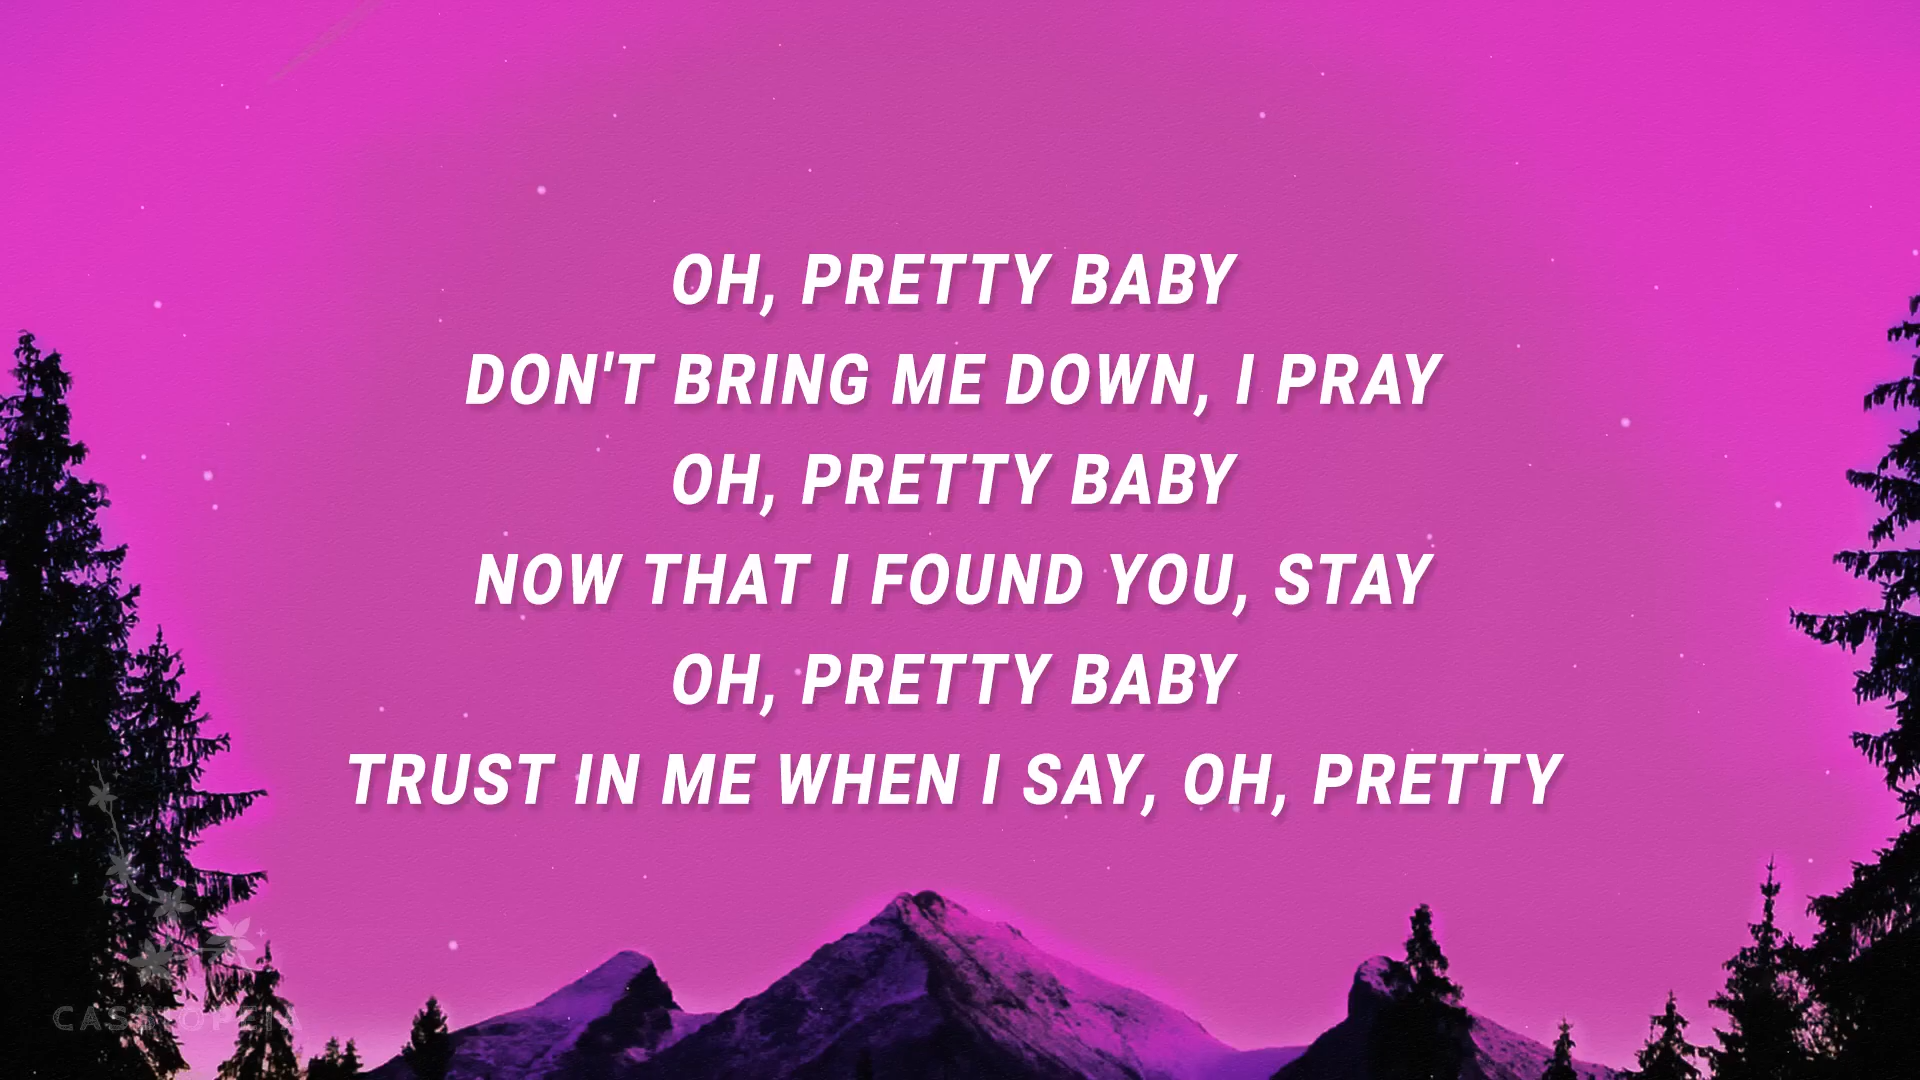 OH, PRETTY BABY
DON'T BRING ME DOWN, I PRAY
OH, PRETTY BABY
NOW THAT I FOUND YOU, STAY
OH, PRETTY BABY
TRUST IN ME WHEN I SAY, OH, PRETTY
CASSIOPEIA